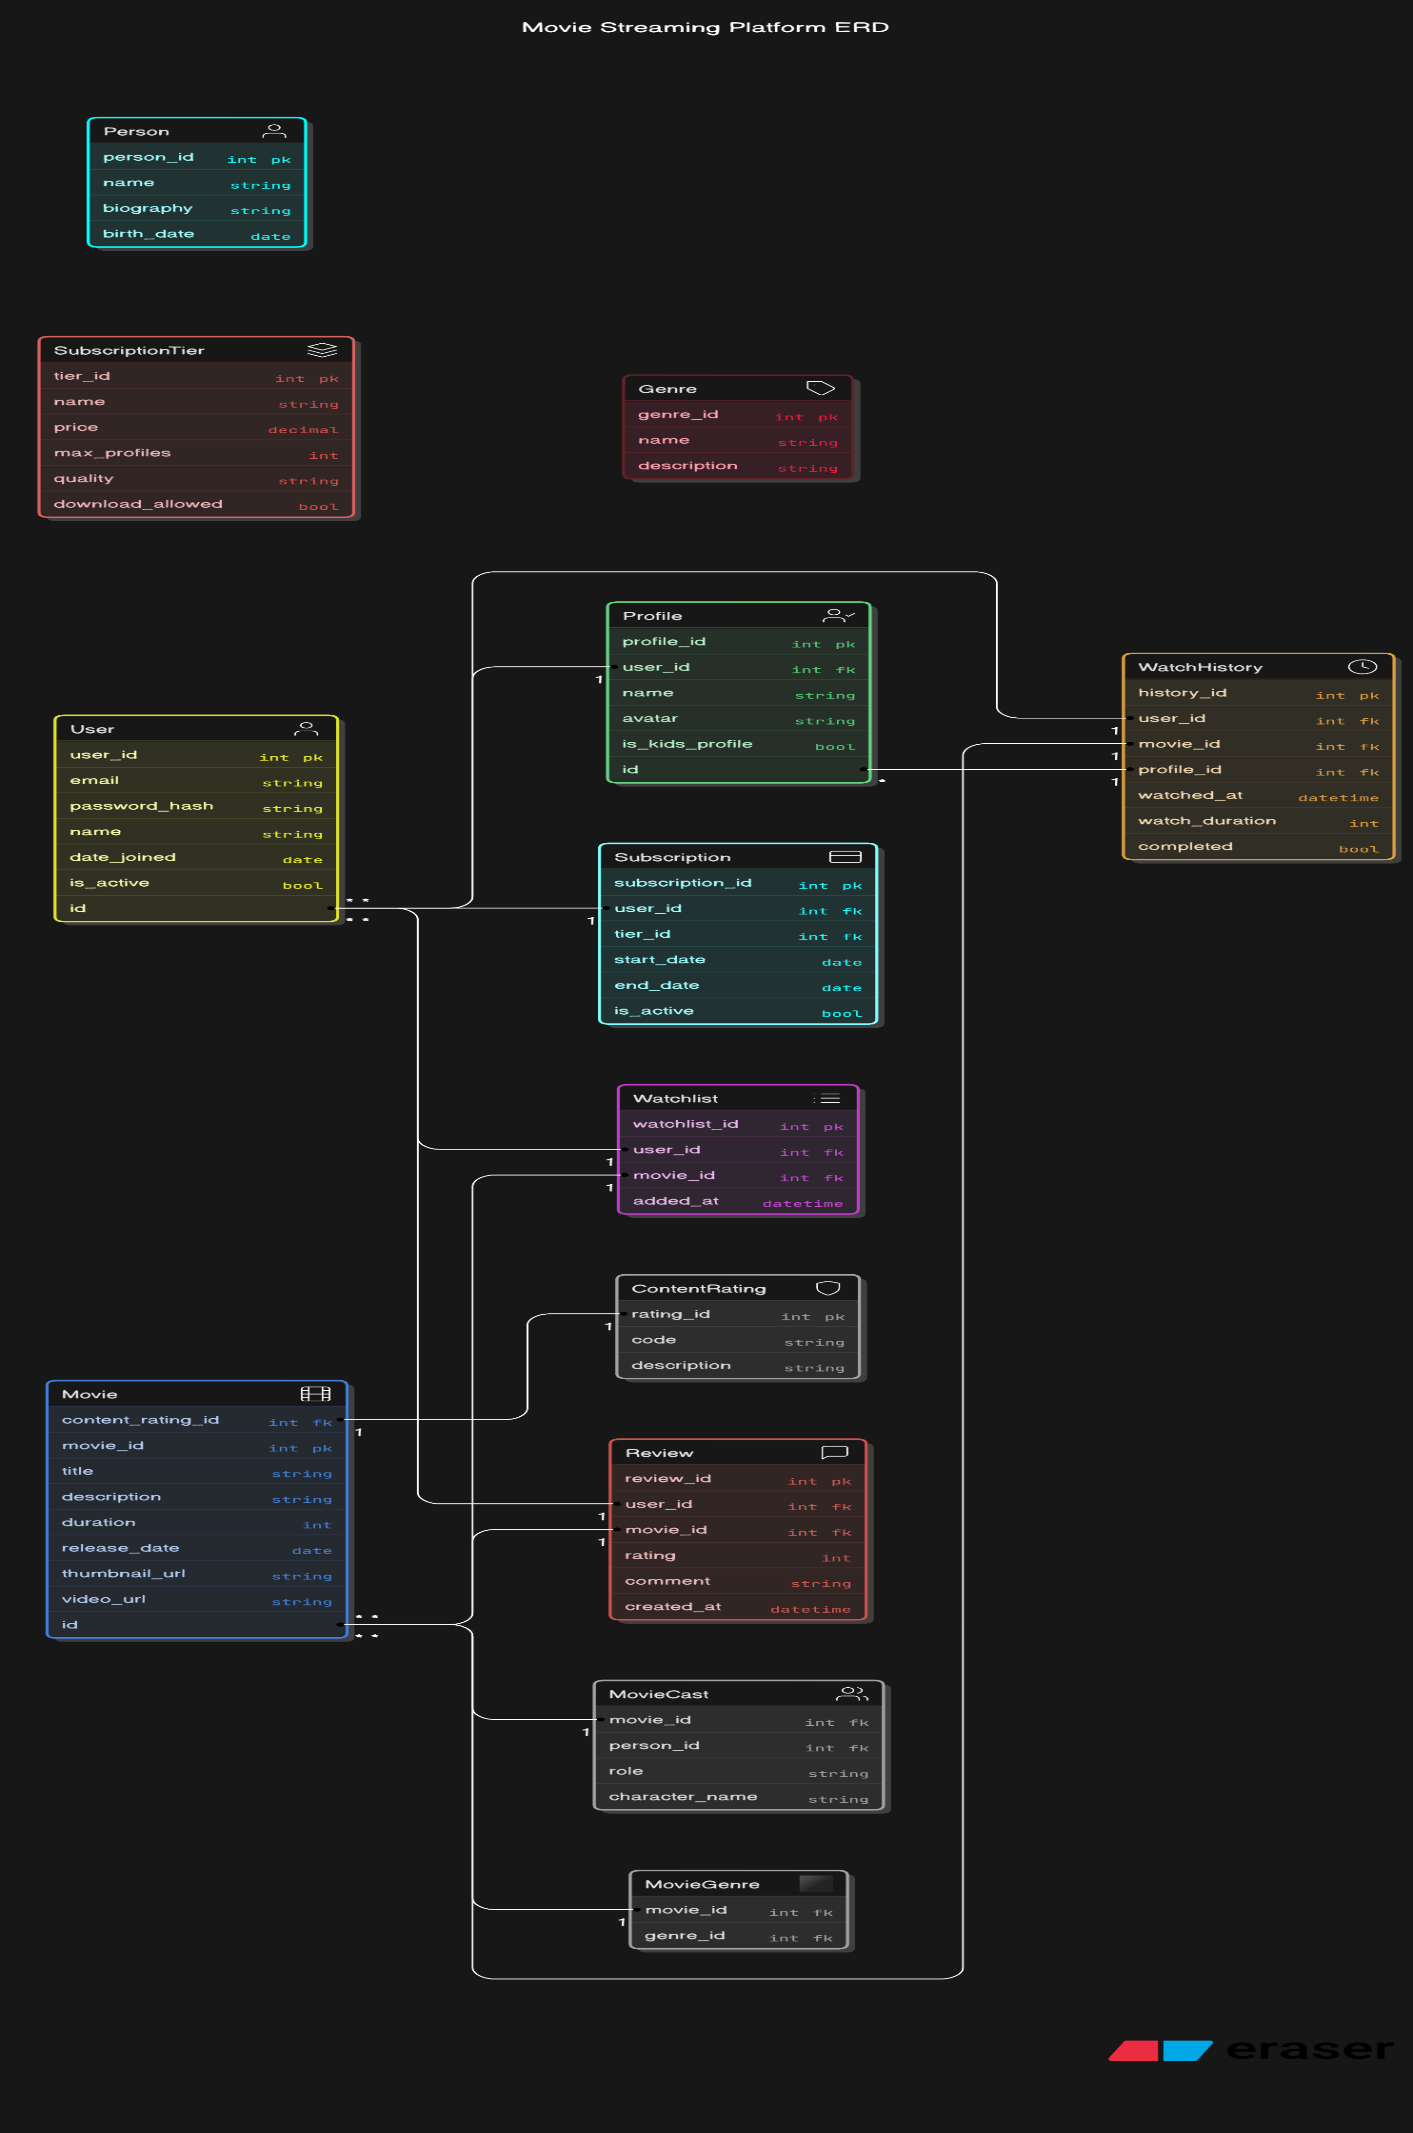 Movie Streaming Platform ERD
Person
person_id int pk
name string
biography string
birth_date date
SubscriptionTier
tier_id int pk
name string
price decimal
max_profiles int
quality string
download_allowed bool
Genre
genre_id int pk
name string
description string
Profile
profile_id int pk
user_id int fk
1
name string
avatar string
is_kids_profile bool
id
*
WatchHistory
history_id int pk
user_id int fk
1
movie_id int fk
1
profile_id int fk
1
watched_at datetime
watch_duration int
completed bool
User
user_id int pk
email string
password_hash string
name string
date_joined date
is_active bool
* *
id
* *
Subscription
subscription_id int pk
user_id int fk
1
tier_id int fk
start_date date
end_date date
is_active bool
Watchlist
watchlist_id int pk
user_id int fk
1
movie_id int fk
1
added_at datetime
ContentRating
rating_id int pk
1
code string
description string
Movie
content_rating_id int fk
1
movie_id int pk
title string
description string
duration int
release_date date
thumbnail_url string
video_url string
* *
id
* *
Review
review_id int pk
user_id int fk
1
movie_id int fk
1
rating int
comment string
created_at datetime
MovieCast
movie_id int fk
1
person_id int fk
role string
character_name string
MovieGenre
movie_id int fk
1
genre_id int fk
eraser